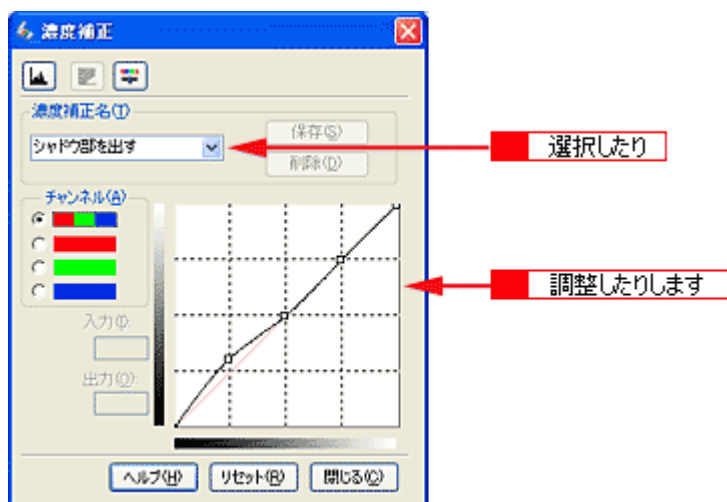 濃度補正
濃度補正名(T)
シャドウ部を出す
保存(S)
削除(D)
選択したり
チャンネル(A)
調整したりします
入力(I):
出力(O):
ヘルプ(H)
リセット(R)
閉じる(C)